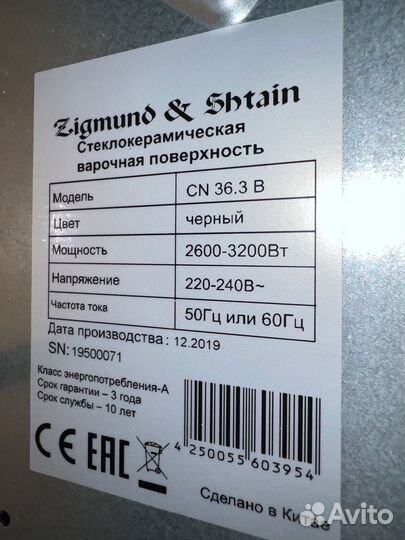 Zigmund & Shtain
Стеклокерамическая
варочная поверхность
Модель CN 36.3 B
Цвет черный
Мощность 2600-3200Вт
Напряжение 220-240В~
Частота тока 50Гц или 60Гц
Дата производства: 12.2019
SN: 19500071
Класс энергопотребления-А
Срок гарантии – 3 года
Срок службы – 10 лет
CE EAC
4 250055 603954
Сделано в Китае
Avito